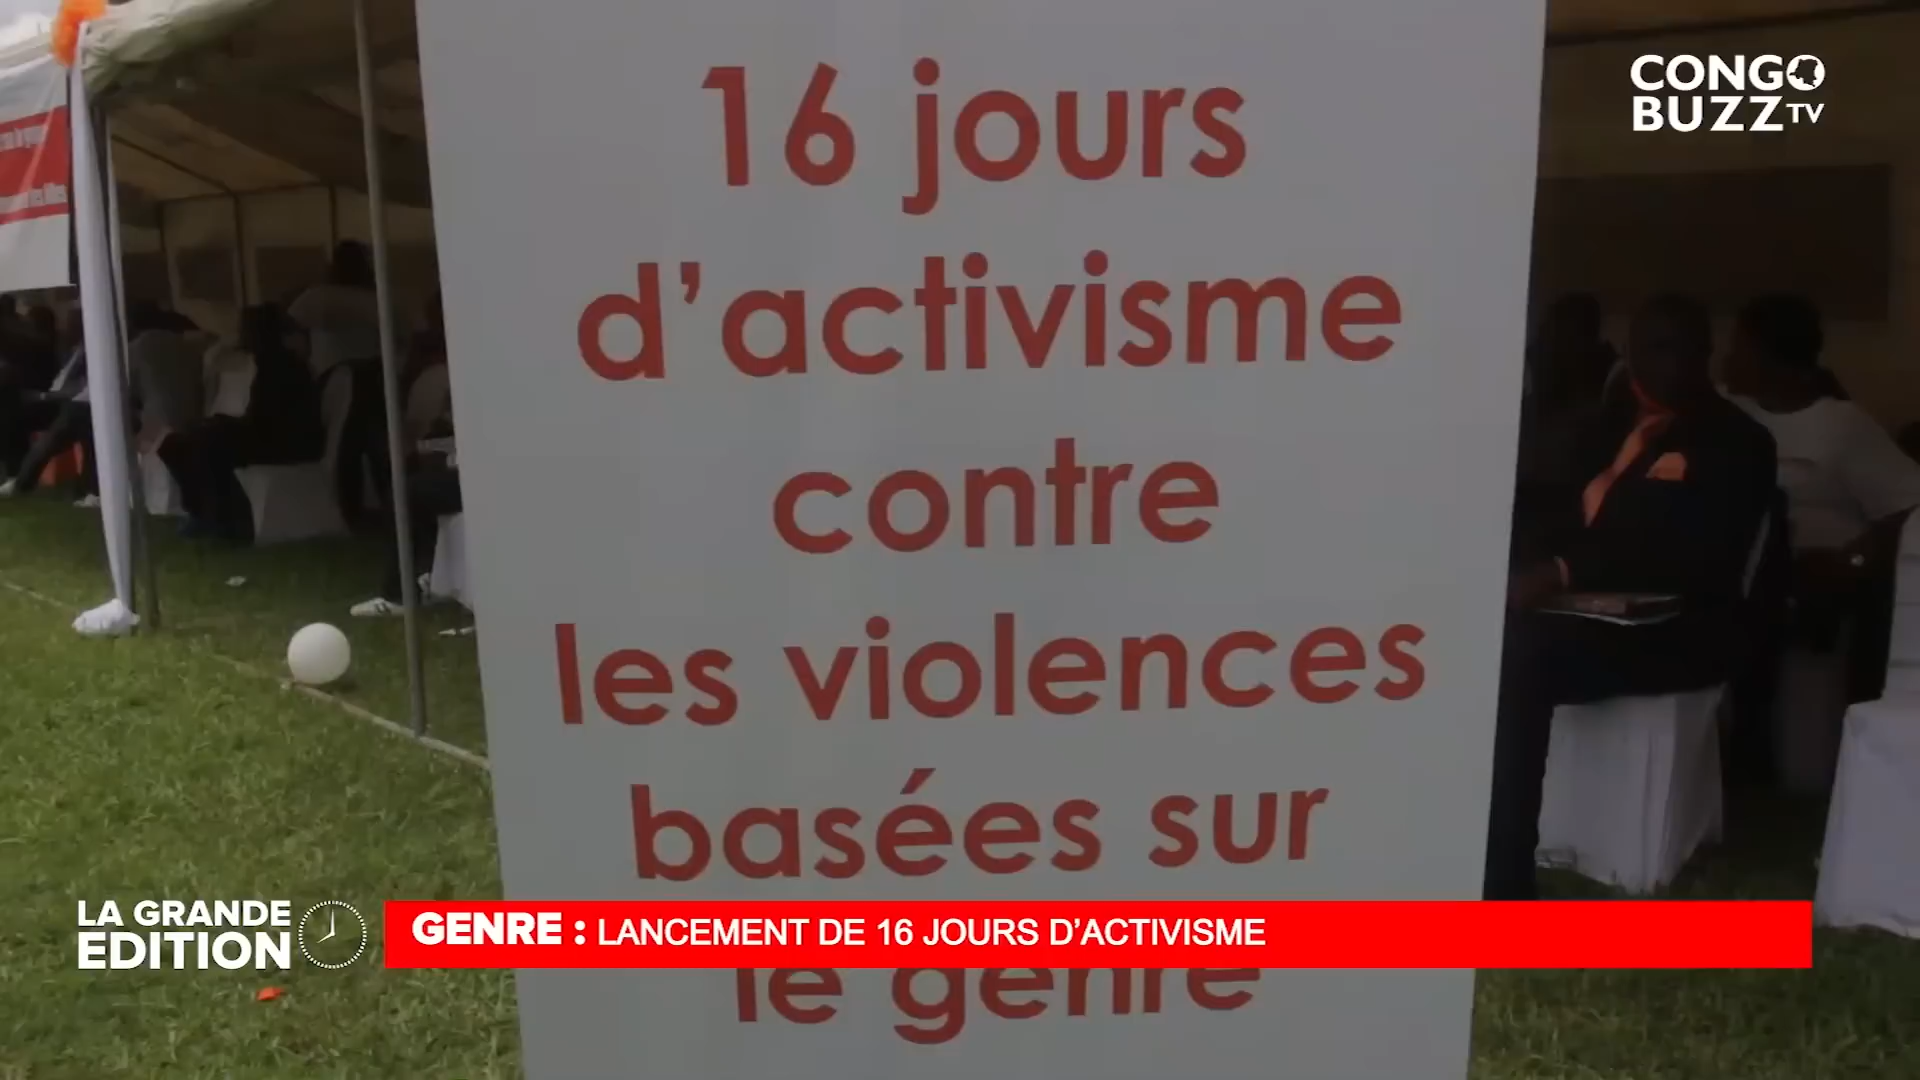 CONGO
BUZZ TV
16 jours
d'activisme
contre
les violences
basées sur
le genre
LA GRANDE
EDITION
GENRE : LANCEMENT DE 16 JOURS D'ACTIVISME